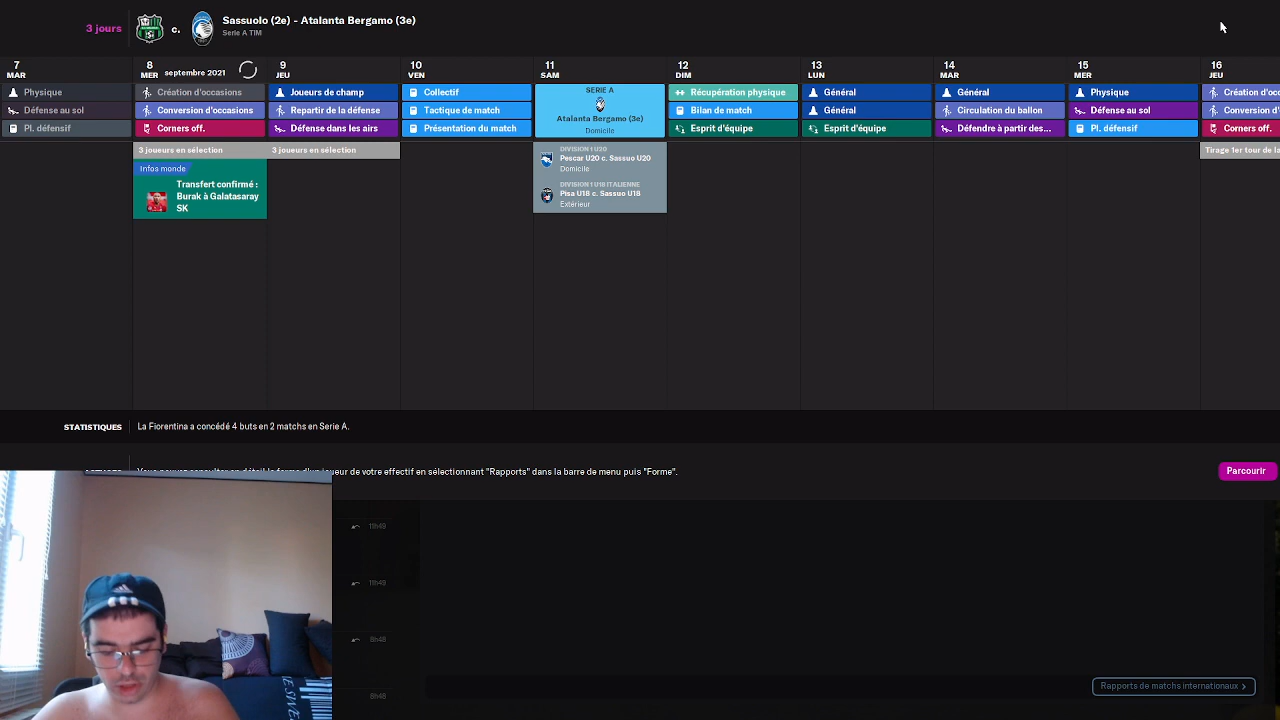 3 jours
c.
Sassuolo (2e) - Atalanta Bergamo (3e)
Serie A TIM
7
MAR
8
MER
septembre 2021
9
JEU
10
VEN
11
SAM
12
DIM
13
LUN
14
MAR
15
MER
16
JEU
Physique
Création d'occasions
Joueurs de champ
Collectif
SERIE A
Récupération physique
Général
Général
Physique
Création d'occ
Défense au sol
Conversion d'occasions
Repartir de la défense
Tactique de match
Atalanta Bergamo (3e)
Bilan de match
Général
Circulation du ballon
Défense au sol
Conversion d'
Pl. défensif
Corners off.
Défense dans les airs
Présentation du match
Domicile
Esprit d'équipe
Esprit d'équipe
Défendre à partir des...
Pl. défensif
Corners off.
3 joueurs en sélection
3 joueurs en sélection
Tirage 1er tour de la
Infos monde
Transfert confirmé :
Burak à Galatasaray
SK
DIVISION 1 U20
Pescar U20 c. Sassuo U20
Domicile
DIVISION 1 U18 ITALIENNE
Pisa U18 c. Sassuo U18
Extérieur
STATISTIQUES
La Fiorentina a concédé 4 buts en 2 matchs en Serie A.
Vous pouvez consulter en détail la forme d'un joueur de votre effectif en sélectionnant "Rapports" dans la barre de menu puis "Forme".
Parcourir
11h49
11h49
8h48
8h48
Rapports de matchs internationaux